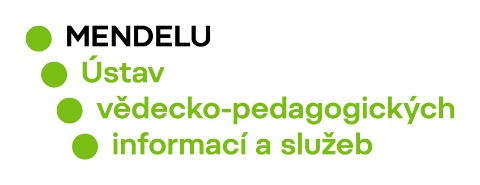 MENDELU
Ústav
vědecko-pedagogických
informací a služeb